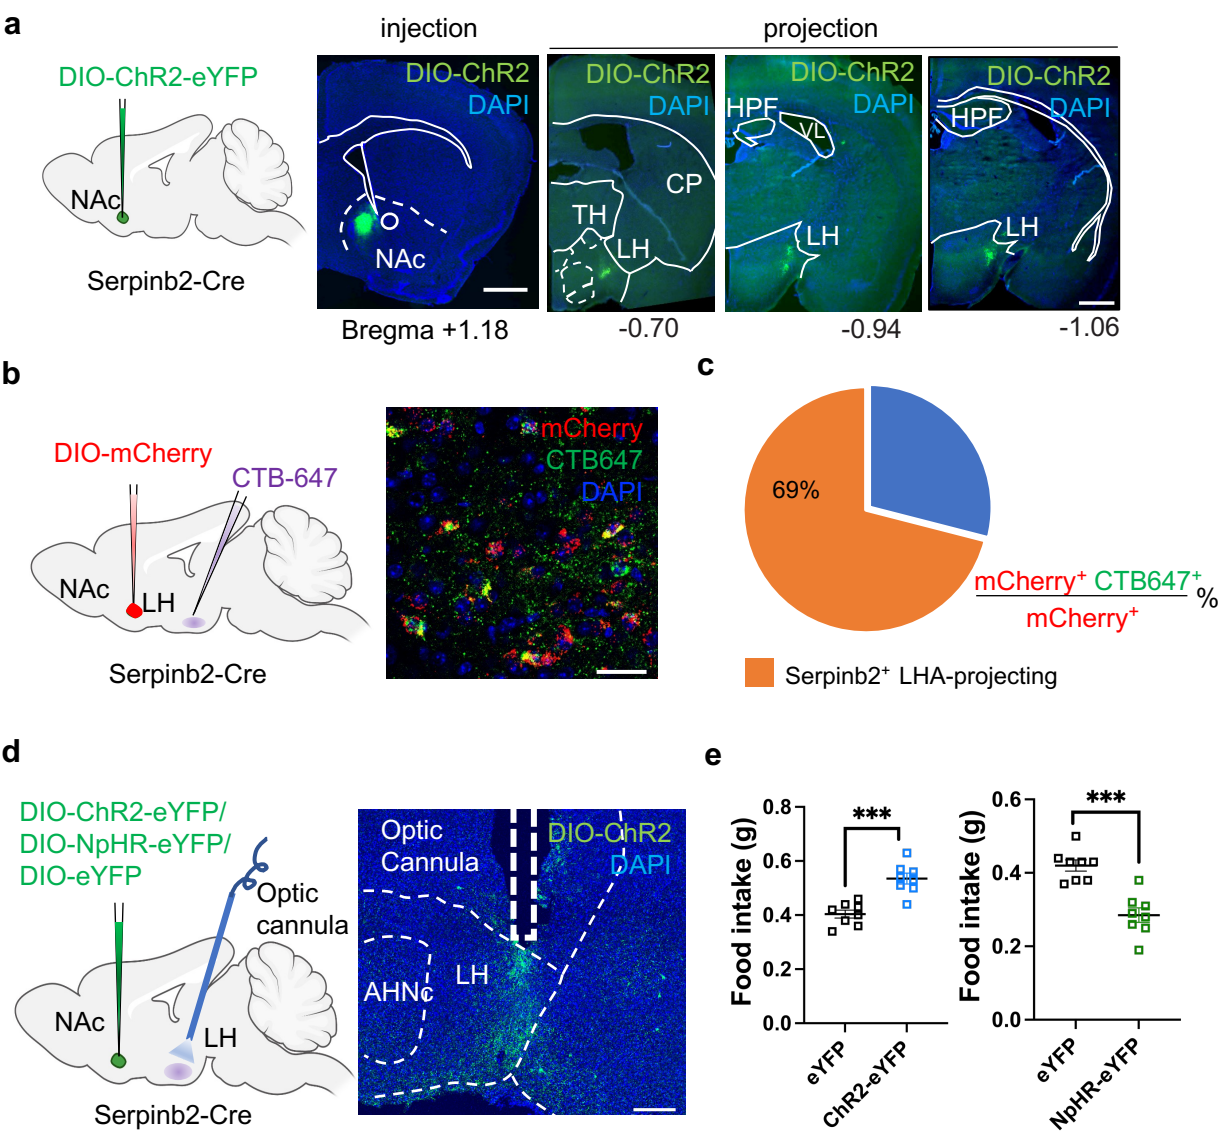 a
injection
projection
DIO-ChR2-eYFP
NAc
Serpinb2-Cre
DIO-ChR2
DAPI
NAc
Bregma +1.18
DIO-ChR2
DAPI
CP
TH
LH
-0.70
DIO-ChR2
DAPI
HPF
VL
LH
-0.94
DIO-ChR2
DAPI
HPF
LH
-1.06
b
DIO-mCherry
CTB-647
NAc
LH
Serpinb2-Cre
mCherry
CTB647
DAPI
c
69%
mCherry⁺ CTB647⁺
mCherry⁺
%
Serpinb2⁺ LHA-projecting
d
DIO-ChR2-eYFP/
DIO-NpHR-eYFP/
DIO-eYFP
Optic
cannula
NAc
LH
Serpinb2-Cre
Optic
Cannula
DIO-ChR2
DAPI
LH
AHNc
e
Food intake (g)
0.8
0.6
0.4
0.2
0.0
***
eYFP
ChR2-eYFP
Food intake (g)
0.6
0.4
0.2
0.0
***
eYFP
NpHR-eYFP